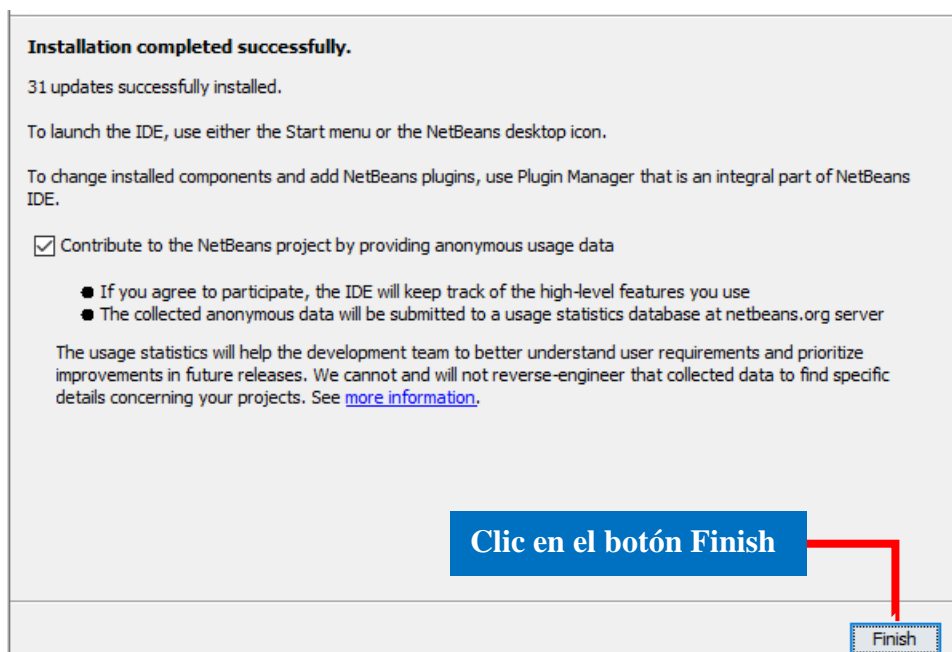 Installation completed successfully.
31 updates successfully installed.
To launch the IDE, use either the Start menu or the NetBeans desktop icon.
To change installed components and add NetBeans plugins, use Plugin Manager that is an integral part of NetBeans
IDE.
Contribute to the NetBeans project by providing anonymous usage data
● If you agree to participate, the IDE will keep track of the high-level features you use
● The collected anonymous data will be submitted to a usage statistics database at netbeans.org server
The usage statistics will help the development team to better understand user requirements and prioritize
improvements in future releases. We cannot and will not reverse-engineer that collected data to find specific
details concerning your projects. See more information.
Clic en el botón Finish
Finish